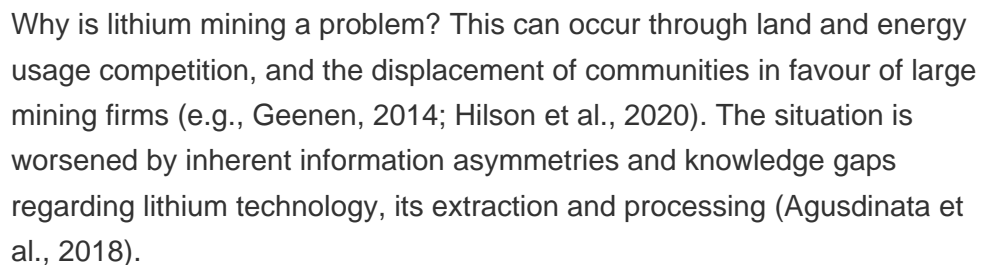 Why is lithium mining a problem? This can occur through land and energy
usage competition, and the displacement of communities in favour of large
mining firms (e.g., Geenen, 2014; Hilson et al., 2020). The situation is
worsened by inherent information asymmetries and knowledge gaps
regarding lithium technology, its extraction and processing (Agusdinata et
al., 2018).